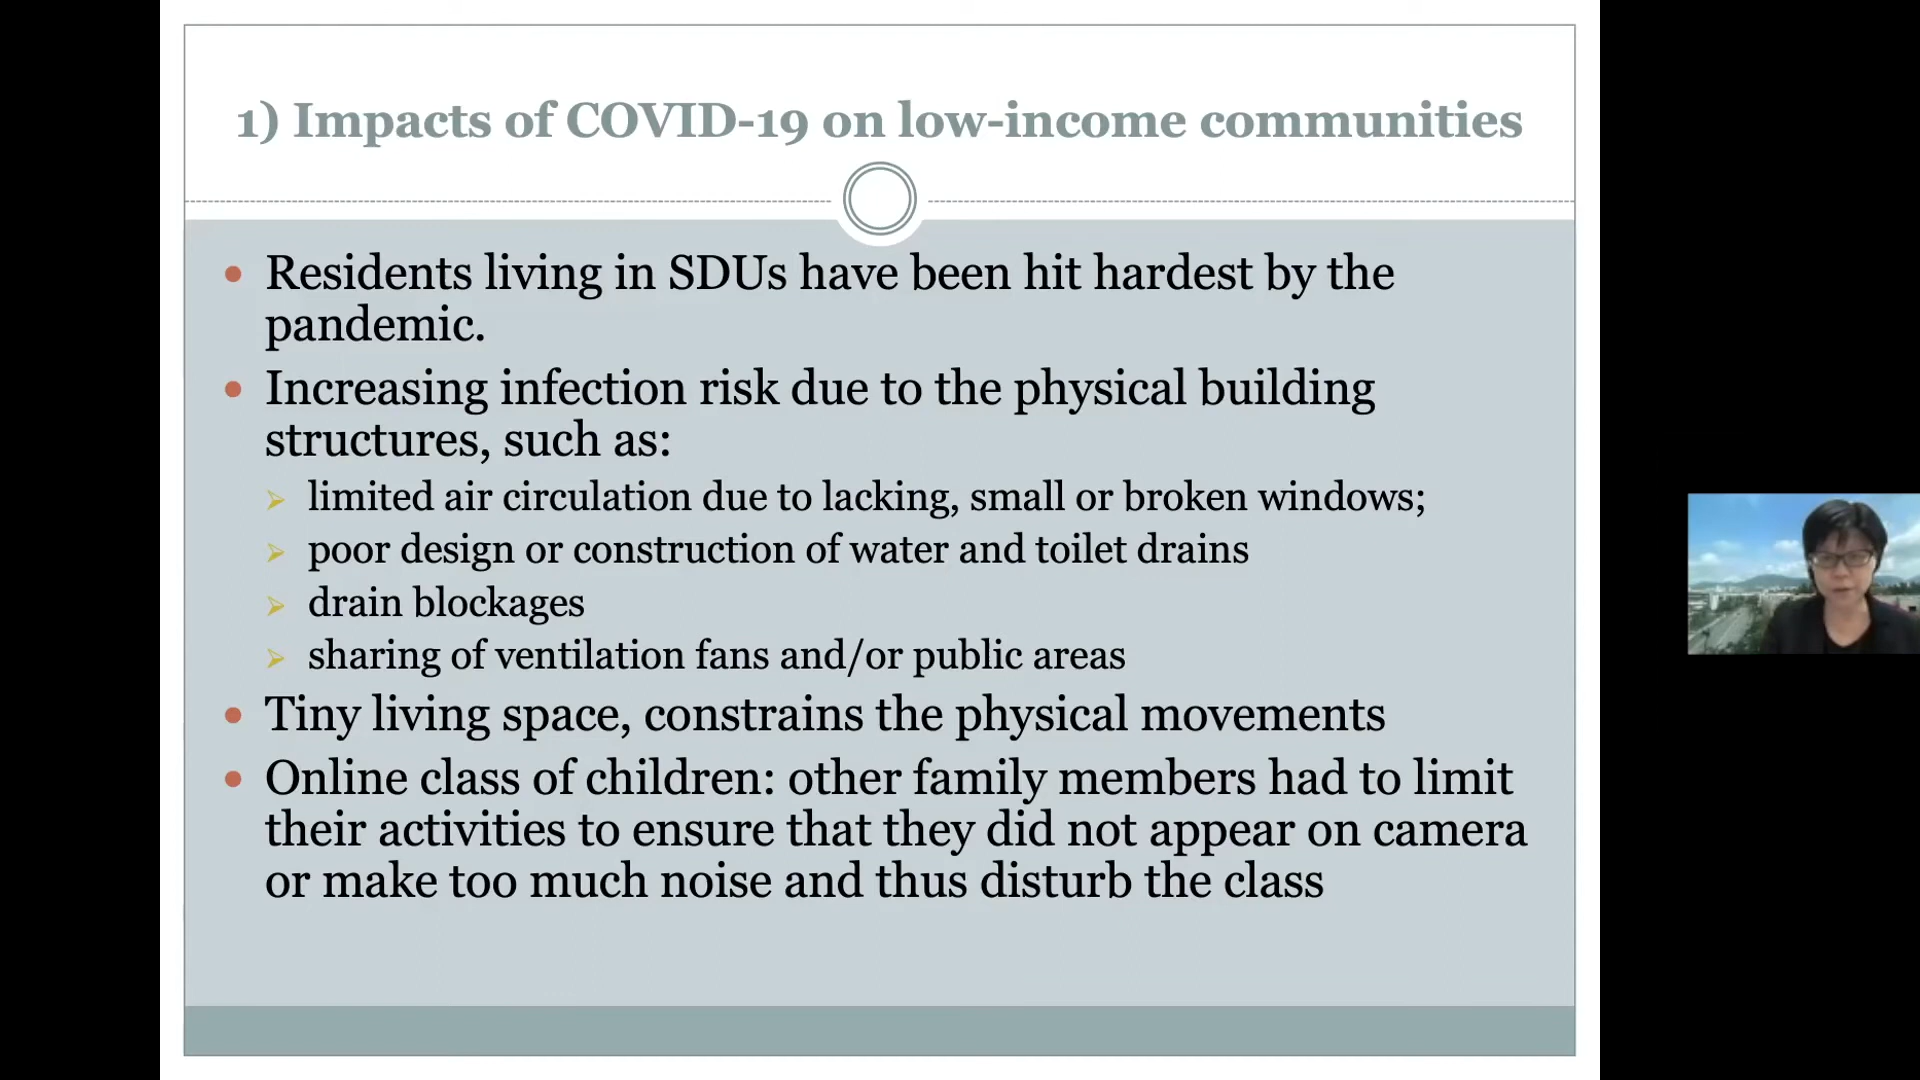 1) Impacts of COVID-19 on low-income communities
Residents living in SDUs have been hit hardest by the
pandemic.
Increasing infection risk due to the physical building
structures, such as:
limited air circulation due to lacking, small or broken windows;
poor design or construction of water and toilet drains
drain blockages
sharing of ventilation fans and/or public areas
Tiny living space, constrains the physical movements
Online class of children: other family members had to limit
their activities to ensure that they did not appear on camera
or make too much noise and thus disturb the class